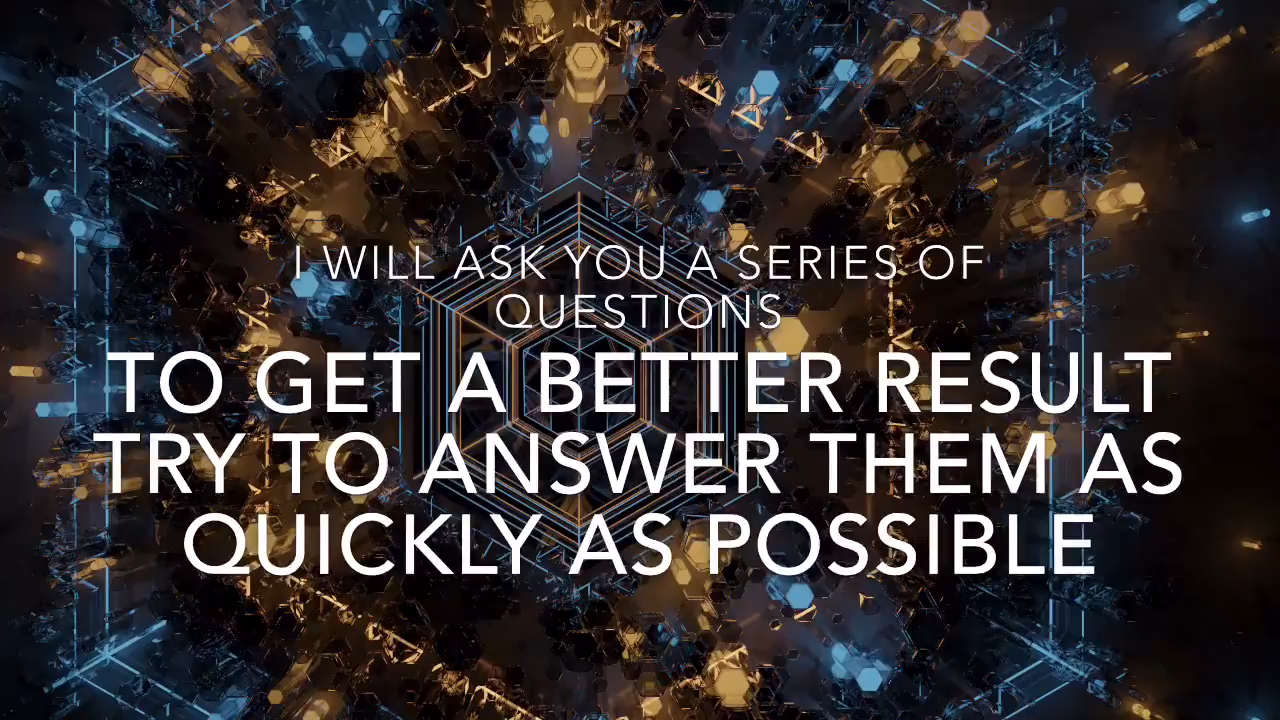 I WILL ASK YOU A SERIES OF
QUESTIONS
TO GET A BETTER RESULT
TRY TO ANSWER THEM AS
QUICKLY AS POSSIBLE